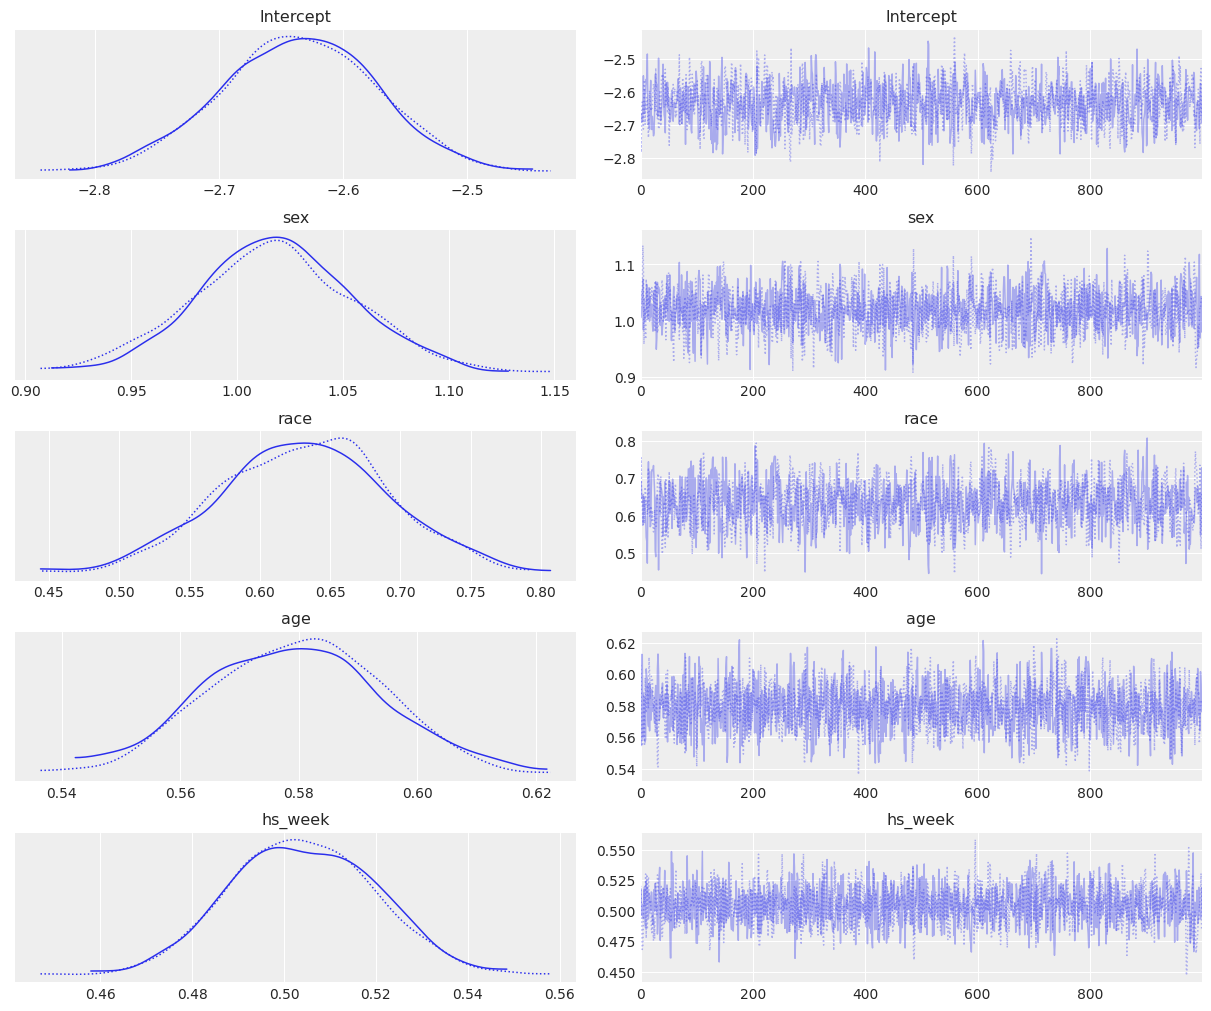 Intercept
Intercept
−2.5
−2.6
−2.7
−2.8
−2.8 −2.7 −2.6 −2.5
0 200 400 600 800
sex
sex
1.1
1.0
0.9
0.90 0.95 1.00 1.05 1.10 1.15
0 200 400 600 800
race
race
0.8
0.7
0.6
0.5
0.45 0.50 0.55 0.60 0.65 0.70 0.75 0.80
0 200 400 600 800
age
age
0.62
0.60
0.58
0.56
0.54
0.54 0.56 0.58 0.60 0.62
0 200 400 600 800
hs_week
hs_week
0.550
0.525
0.500
0.475
0.450
0.46 0.48 0.50 0.52 0.54 0.56
0 200 400 600 800